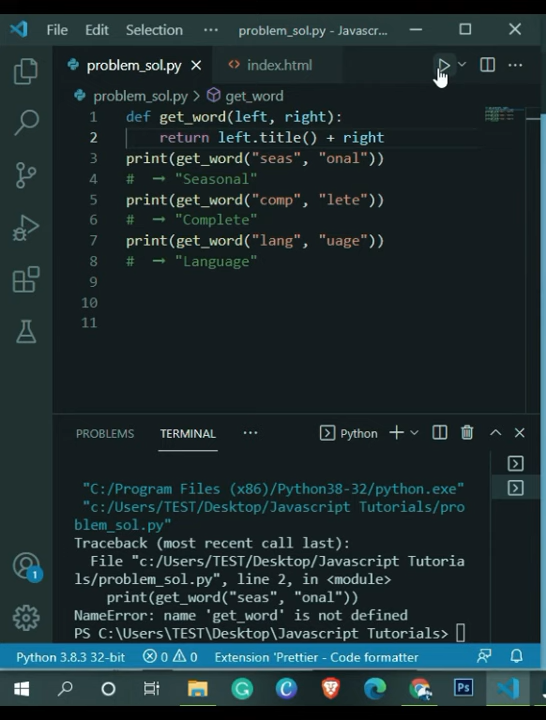 File Edit Selection ··· problem_sol.py - Javascr...
problem_sol.py × <> index.html
problem_sol.py > get_word
1 def get_word(left, right):
2 return left.title() + right
3 print(get_word("seas", "onal"))
4 # → "Seasonal"
5 print(get_word("comp", "lete"))
6 # → "Complete"
7 print(get_word("lang", "uage"))
8 # → "Language"
9
10
11
PROBLEMS TERMINAL ··· Python
"C:/Program Files (x86)/Python38-32/python.exe"
"c:/Users/TEST/Desktop/Javascript Tutorials/pro
blem_sol.py"
Traceback (most recent call last):
File "c:/Users/TEST/Desktop/Javascript Tutoria
ls/problem_sol.py", line 2, in <module>
print(get_word("seas", "onal"))
NameError: name 'get_word' is not defined
PS C:\Users\TEST\Desktop\Javascript Tutorials>
1
Python 3.8.3 32-bit 0 0 Extension 'Prettier - Code formatter
Ps